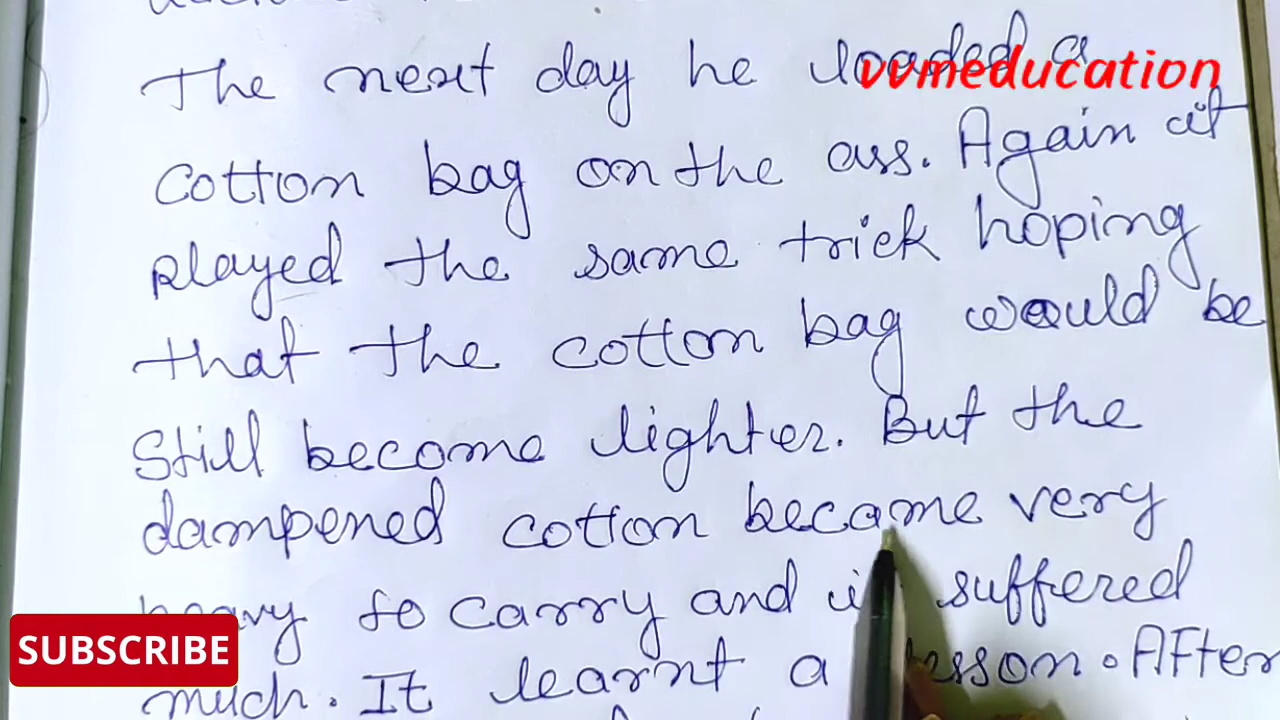 The next day he loaded a
vvmeducation
cotton bag on the ass. Again it
played the same trick hoping
that the cotton bag would be
Still become lighter. But the
dampened cotton became very
heavy to carry and it suffered
SUBSCRIBE
much. It learnt a lesson. After